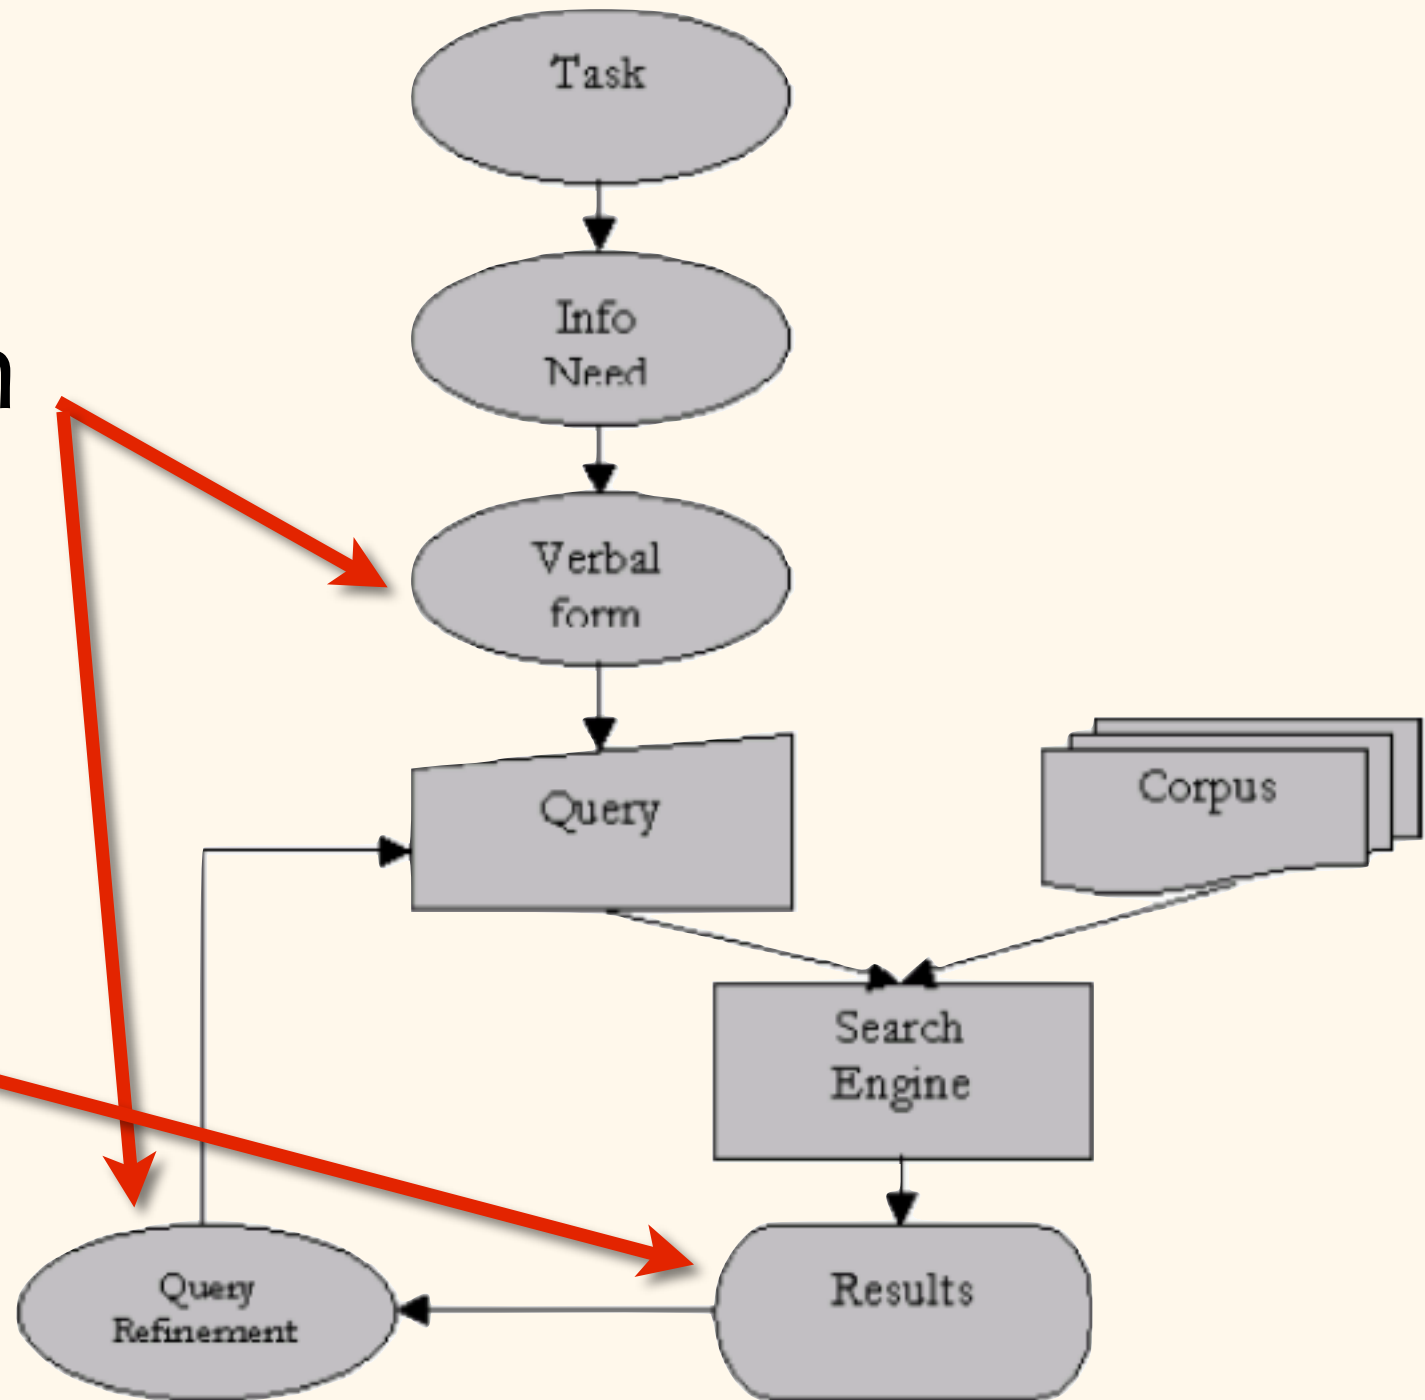 Task
Info
Need
n
Verbal
form
Query
Corpus
Search
Engine
Query
Refinement
Results